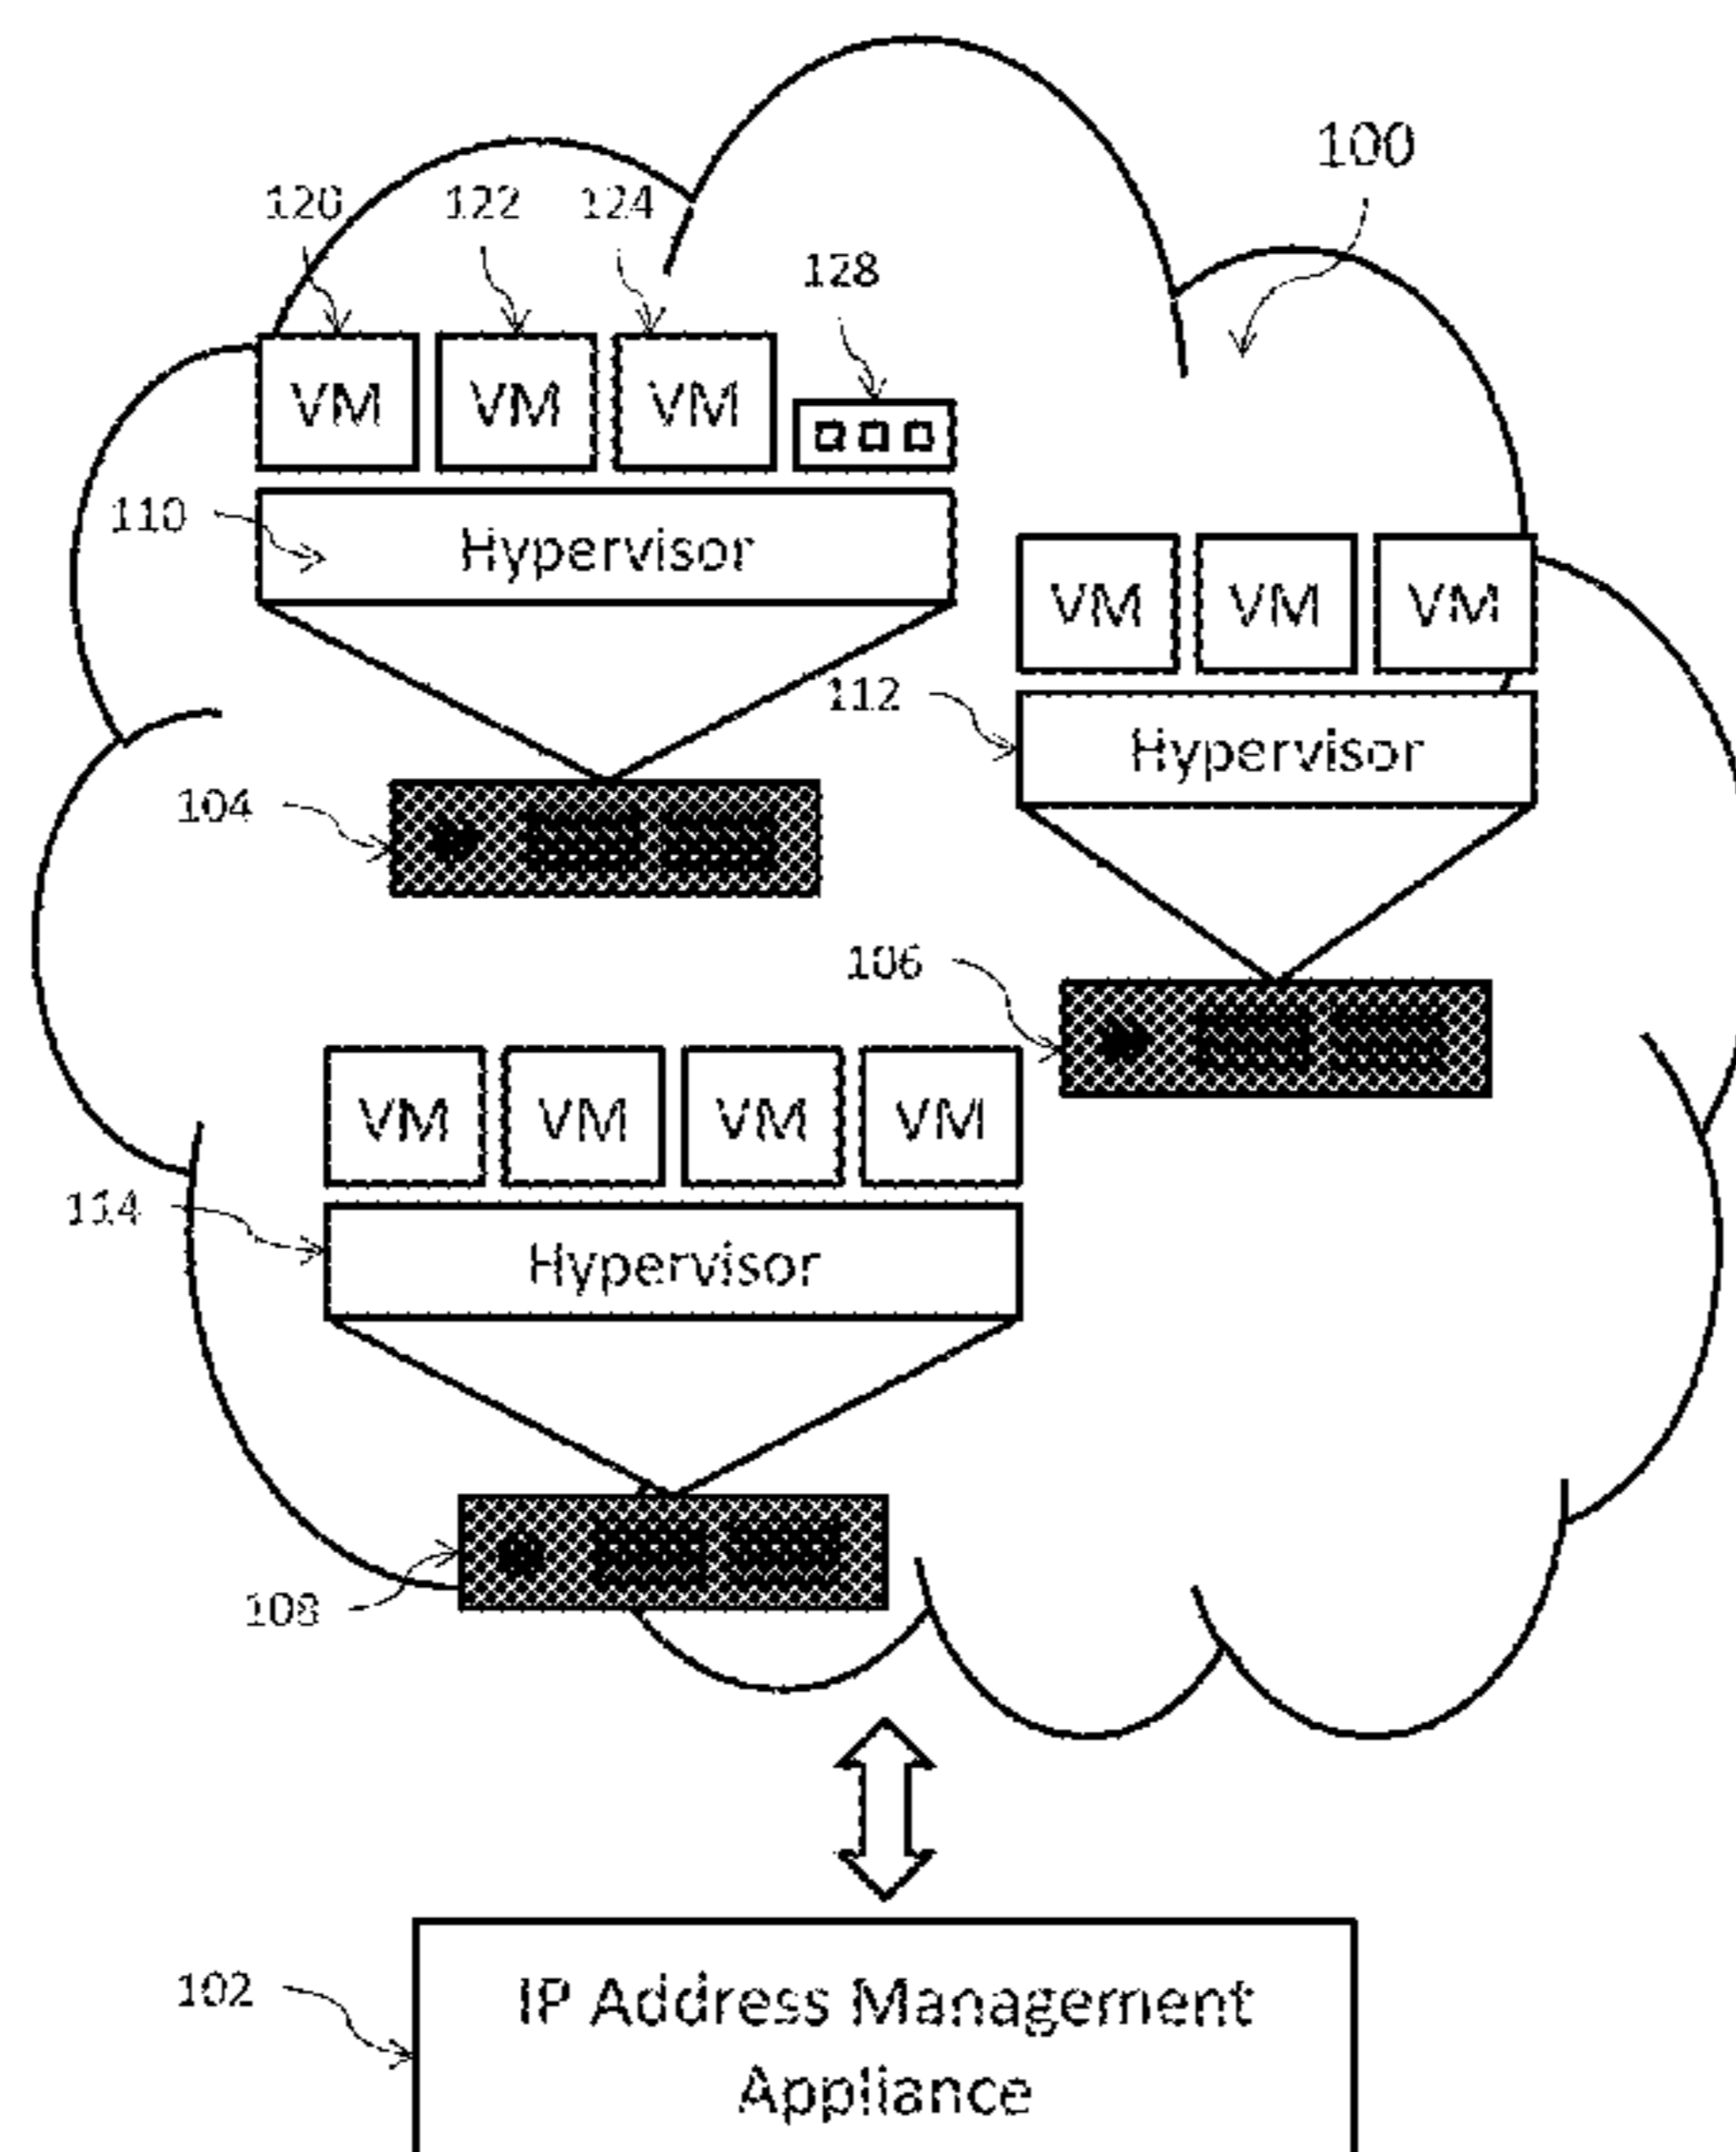 100
120 122 124
128
VM VM VM
110
Hypervisor
VM VM VM
112
Hypervisor
104
106
VM VM VM VM
114
Hypervisor
108
102
IP Address Management
Appliance